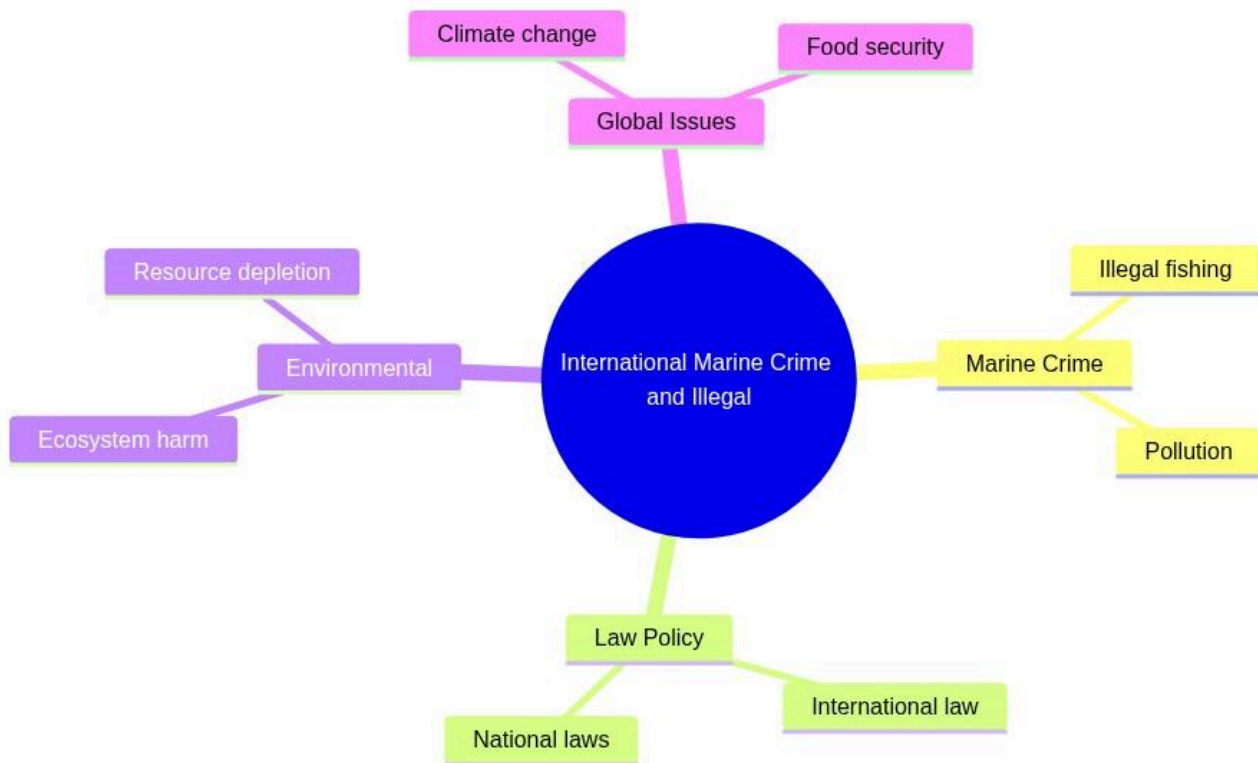 Climate change
Food security
Global Issues
Resource depletion
Illegal fishing
Environmental
International Marine Crime
and Illegal
Marine Crime
Ecosystem harm
Pollution
Law Policy
International law
National laws